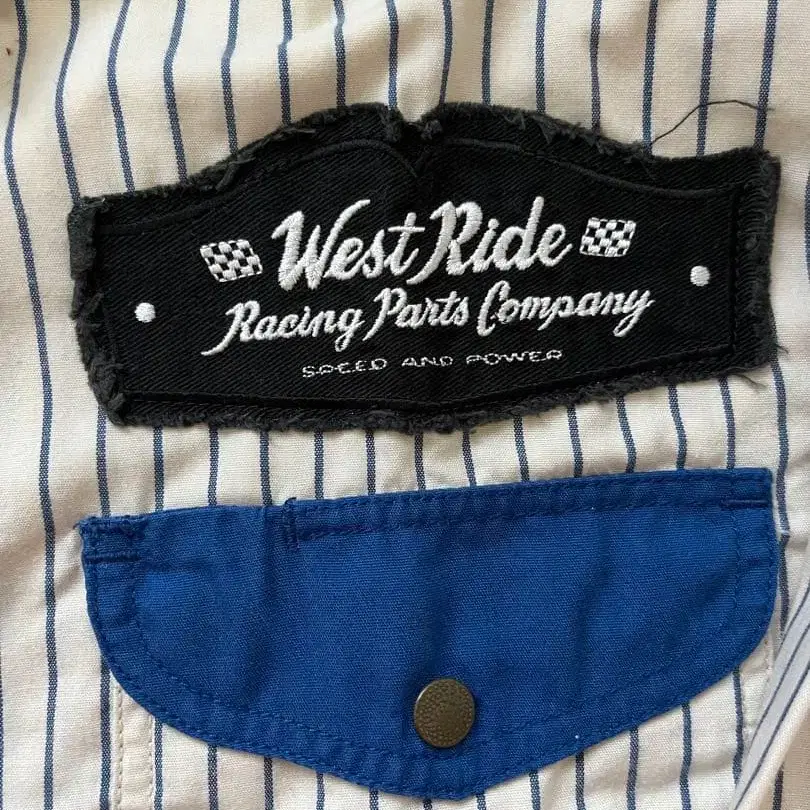 West Ride
Racing Parts Company
SPEED AND POWER